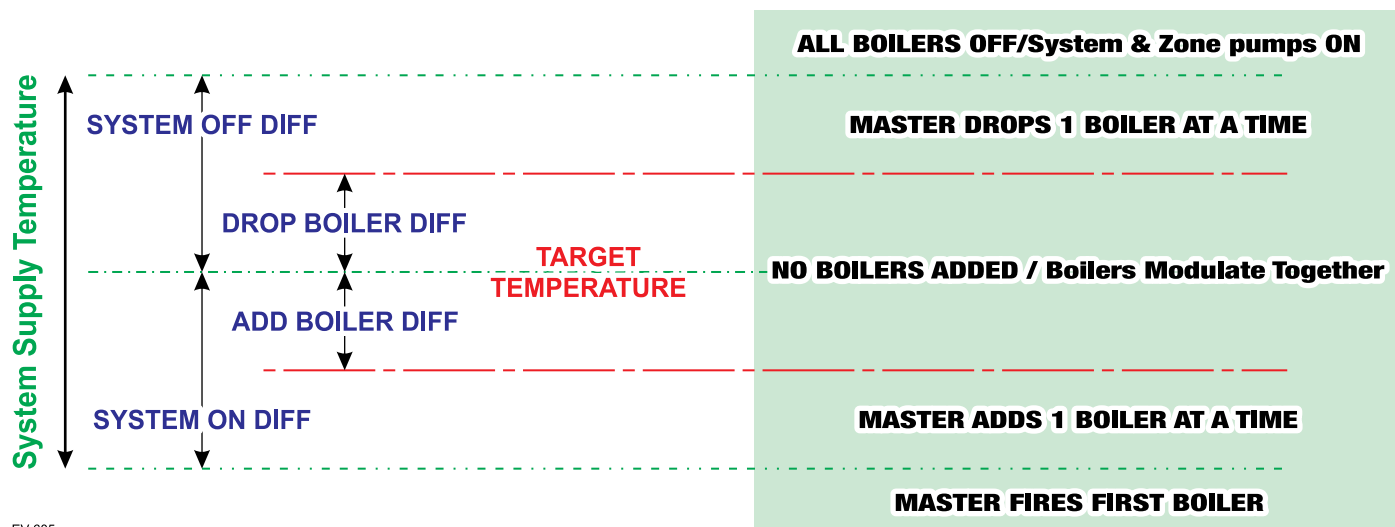 ALL BOILERS OFF/System & Zone pumps ON
System Supply Temperature
SYSTEM OFF DIFF
MASTER DROPS 1 BOILER AT A TIME
DROP BOILER DIFF
TARGET
TEMPERATURE
NO BOILERS ADDED / Boilers Modulate Together
ADD BOILER DIFF
SYSTEM ON DIFF
MASTER ADDS 1 BOILER AT A TIME
MASTER FIRES FIRST BOILER